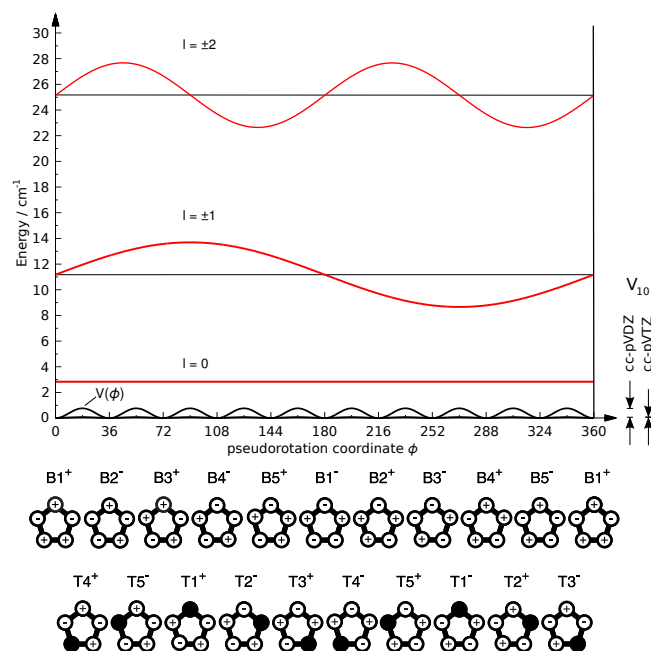 30
28
26
24
22
20
18
16
14
12
10
8
6
4
2
0
Energy / cm⁻¹
l = ±2
l = ±1
l = 0
V(ϕ)
0 36 72 108 144 180 216 252 288 324 360
pseudorotation coordinate ϕ
V₁₀
cc-pVDZ
cc-pVTZ
B1⁺ B2⁻ B3⁺ B4⁻ B5⁺ B1⁻ B2⁺ B3⁻ B4⁺ B5⁻ B1⁺
T4⁺ T5⁻ T1⁺ T2⁻ T3⁺ T4⁻ T5⁺ T1⁻ T2⁺ T3⁻